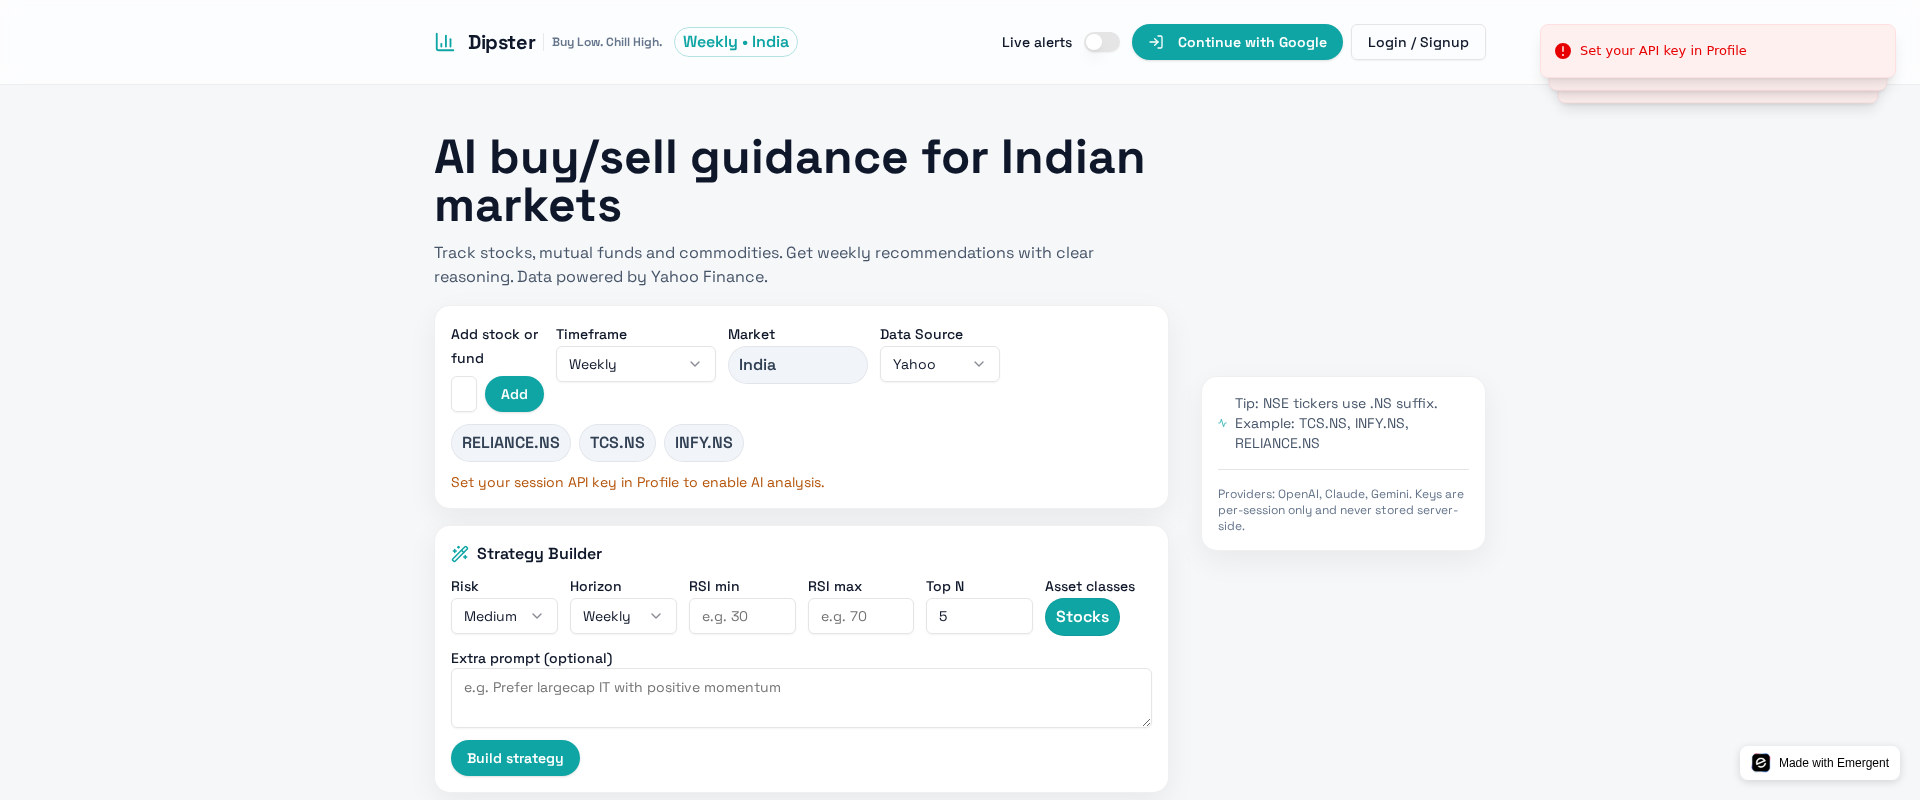 Dipster
Buy Low. Chill High.
Weekly • India
Live alerts
Continue with Google
Login / Signup
Set your API key in Profile
AI buy/sell guidance for Indian
markets
Track stocks, mutual funds and commodities. Get weekly recommendations with clear
reasoning. Data powered by Yahoo Finance.
Add stock or
fund
Add
Timeframe
Weekly
Market
India
Data Source
Yahoo
RELIANCE.NS
TCS.NS
INFY.NS
Set your session API key in Profile to enable AI analysis.
Tip: NSE tickers use .NS suffix.
Example: TCS.NS, INFY.NS,
RELIANCE.NS
Providers: OpenAI, Claude, Gemini. Keys are
per-session only and never stored server-
side.
Strategy Builder
Risk
Medium
Horizon
Weekly
RSI min
e.g. 30
RSI max
e.g. 70
Top N
5
Asset classes
Stocks
Extra prompt (optional)
e.g. Prefer largecap IT with positive momentum
Build strategy
Made with Emergent